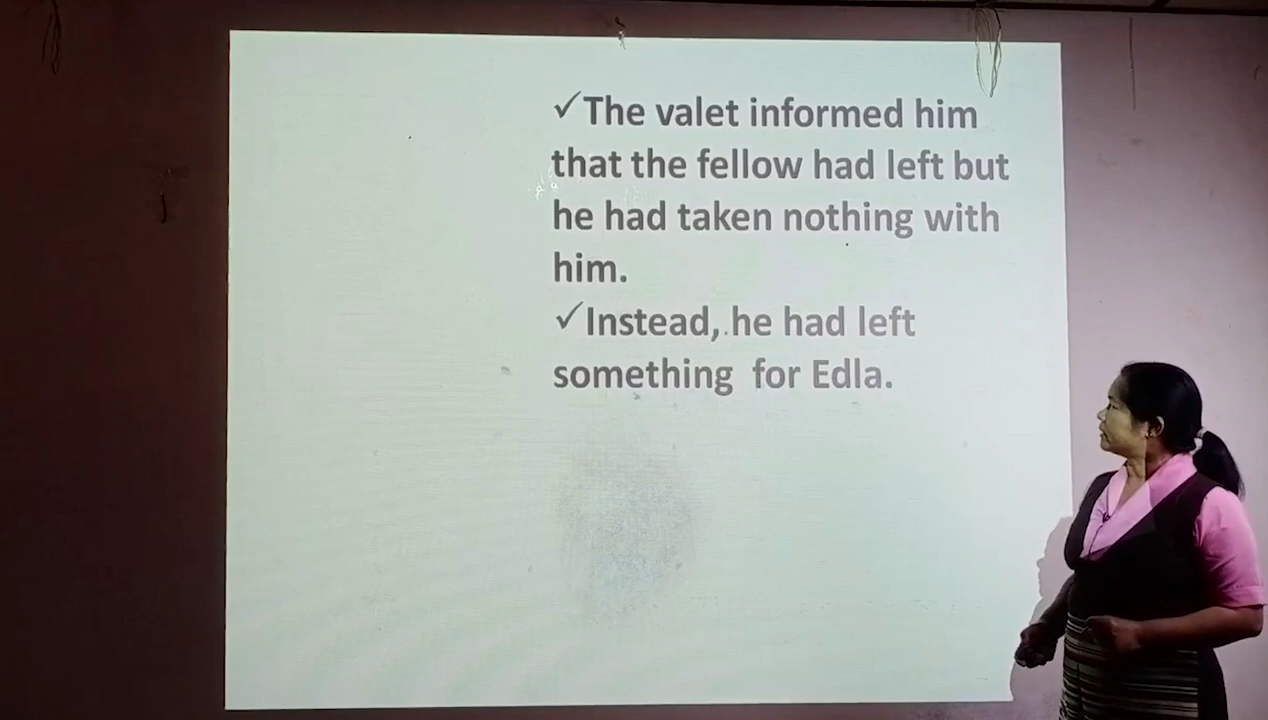 ✓The valet informed him
that the fellow had left but
he had taken nothing with
him.
✓Instead, he had left
something for Edla.